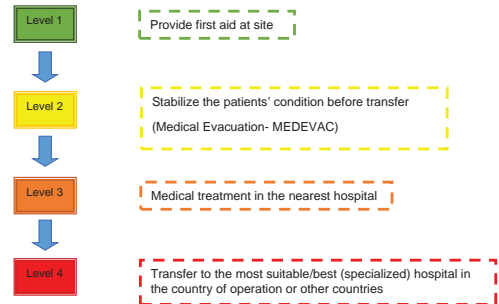 Level 1
Provide first aid at site
Level 2
Stabilize the patients' condition before transfer
(Medical Evacuation- MEDEVAC)
Level 3
Medical treatment in the nearest hospital
Level 4
Transfer to the most suitable/best (specialized) hospital in
the country of operation or other countries